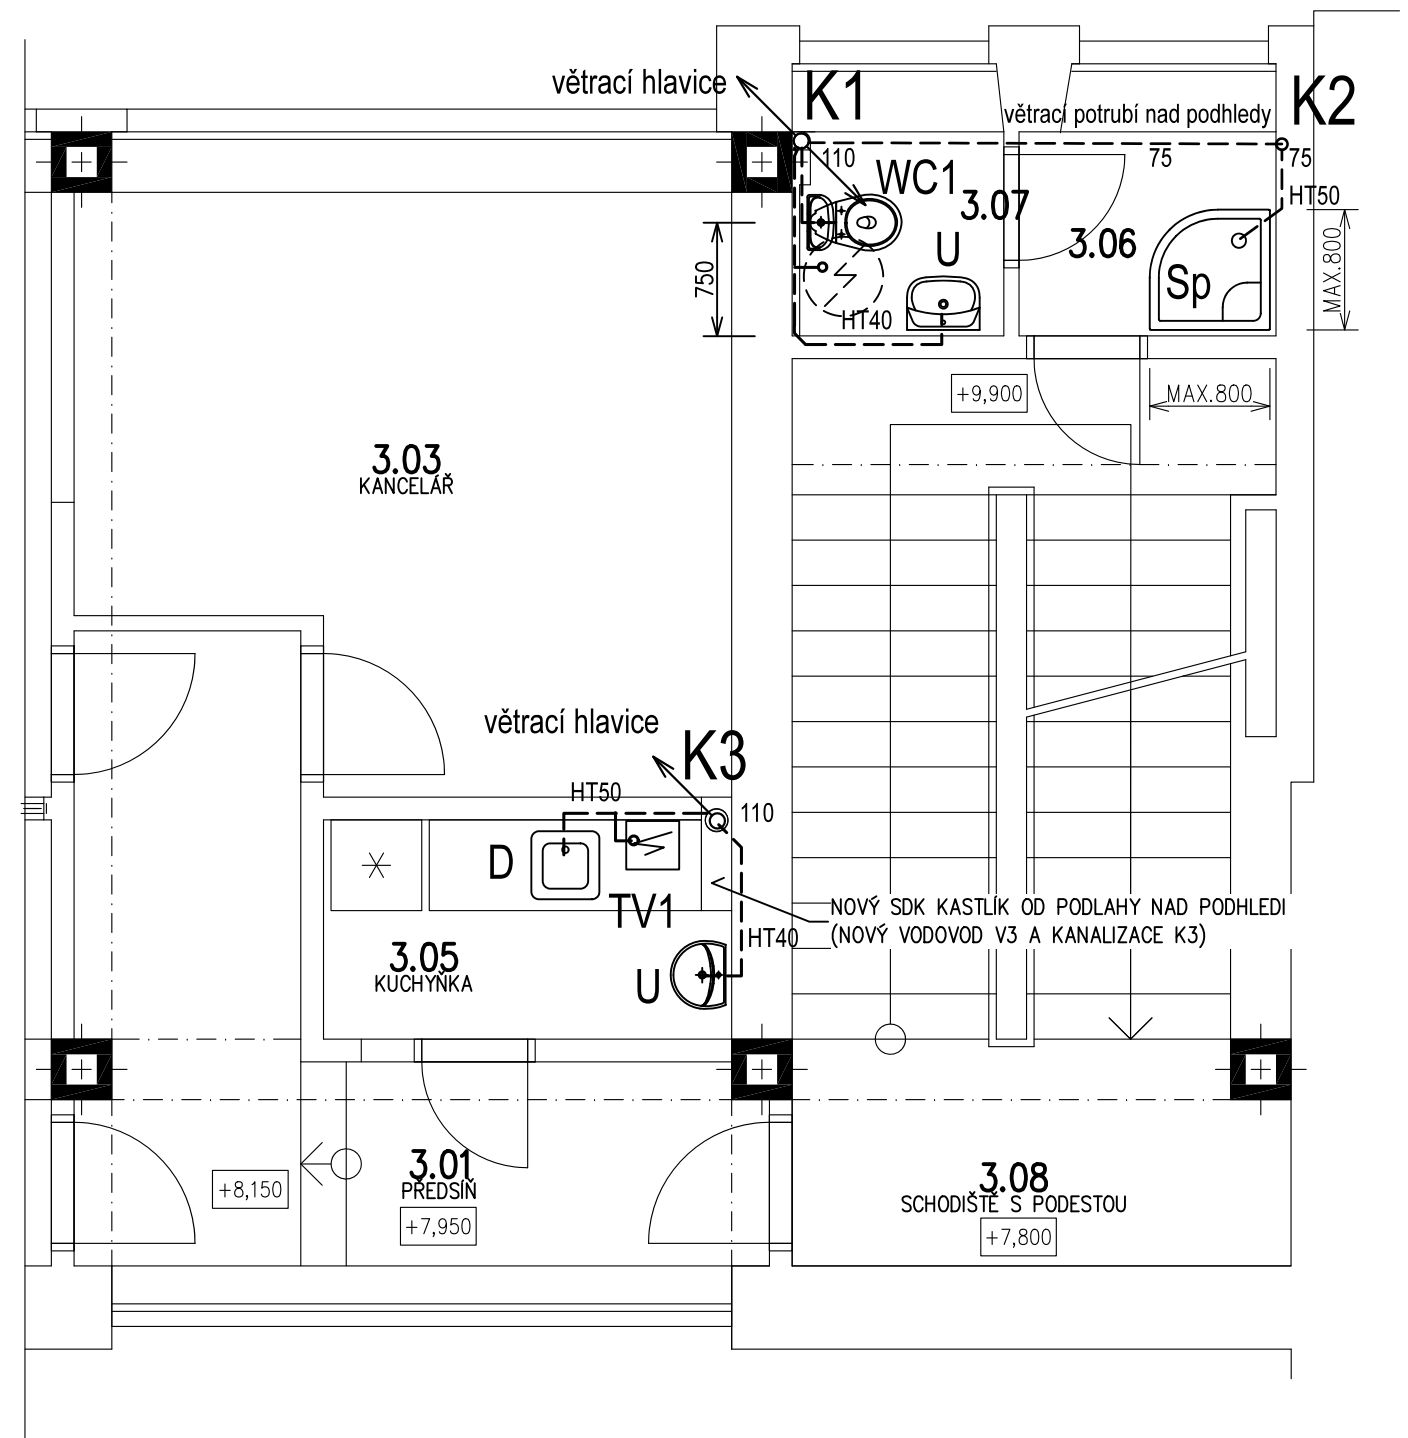 větrací hlavice
K1
větrací potrubí nad podhledy
K2
110
75
75
WC1
HT50
3.07
3.06
U
Sp
750
MAX.800
HT40
+9,900
MAX.800
3.03
KANCELÁŘ
větrací hlavice
K3
HT50
110
D
TV1
NOVÝ SDK KASTLÍK OD PODLAHY NAD PODHLEDI
(NOVÝ VODOVOD V3 A KANALIZACE K3)
HT40
3.05
KUCHYŇKA
U
3.01
PŘEDSÍŇ
+8,150
+7,950
3.08
SCHODIŠTĚ S PODESTOU
+7,800